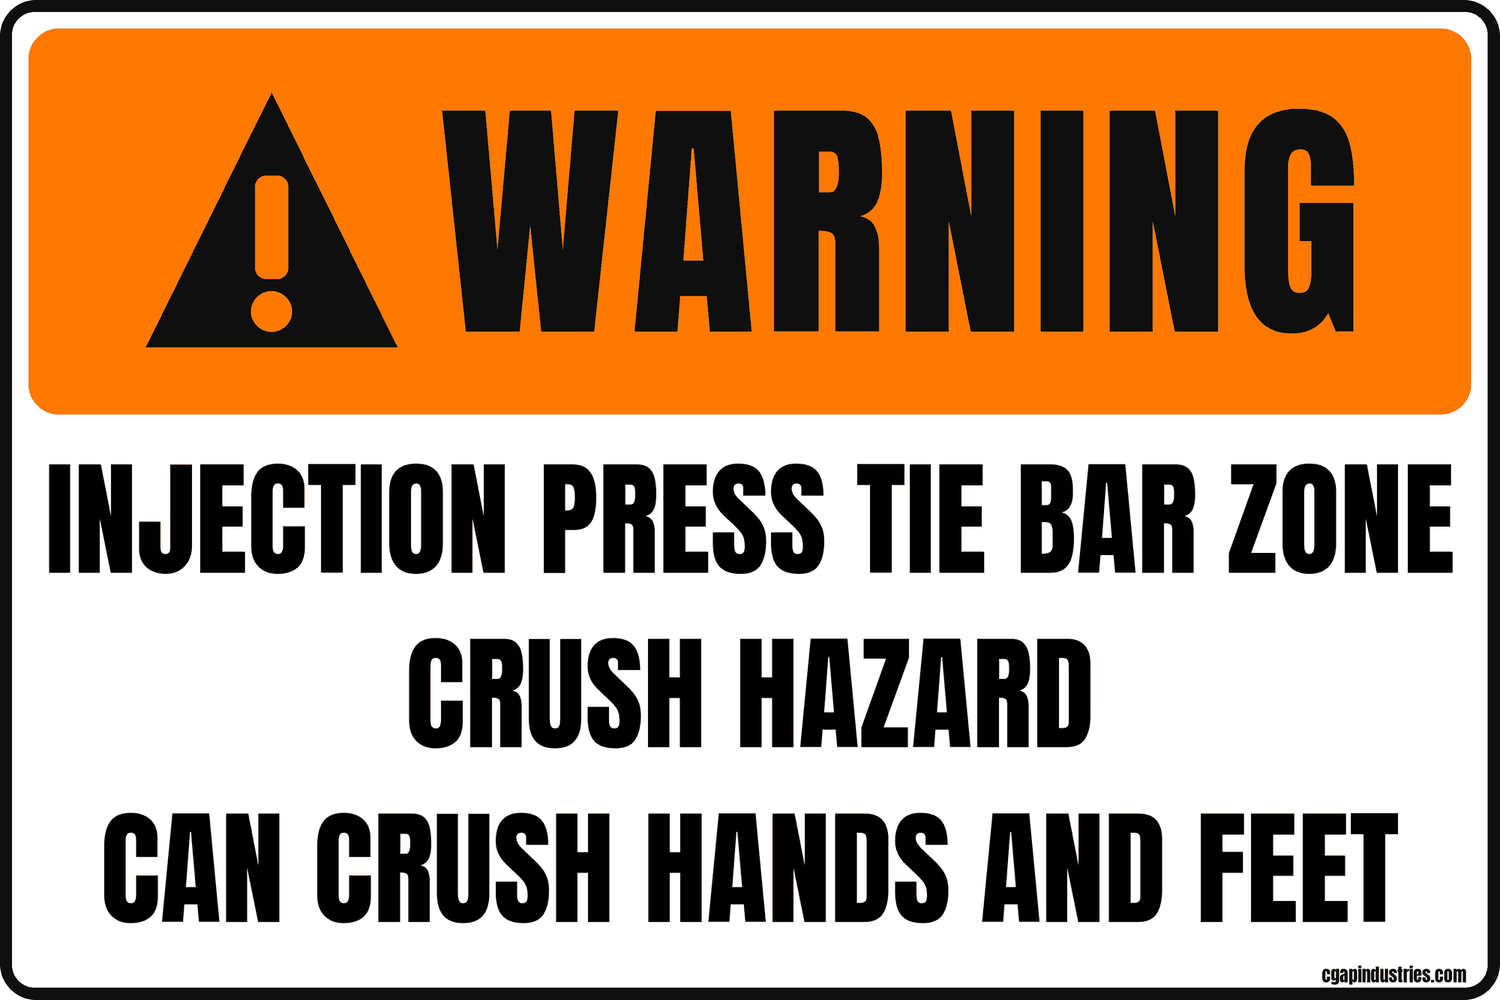 WARNING
INJECTION PRESS TIE BAR ZONE
CRUSH HAZARD
CAN CRUSH HANDS AND FEET
cgapindustries.com